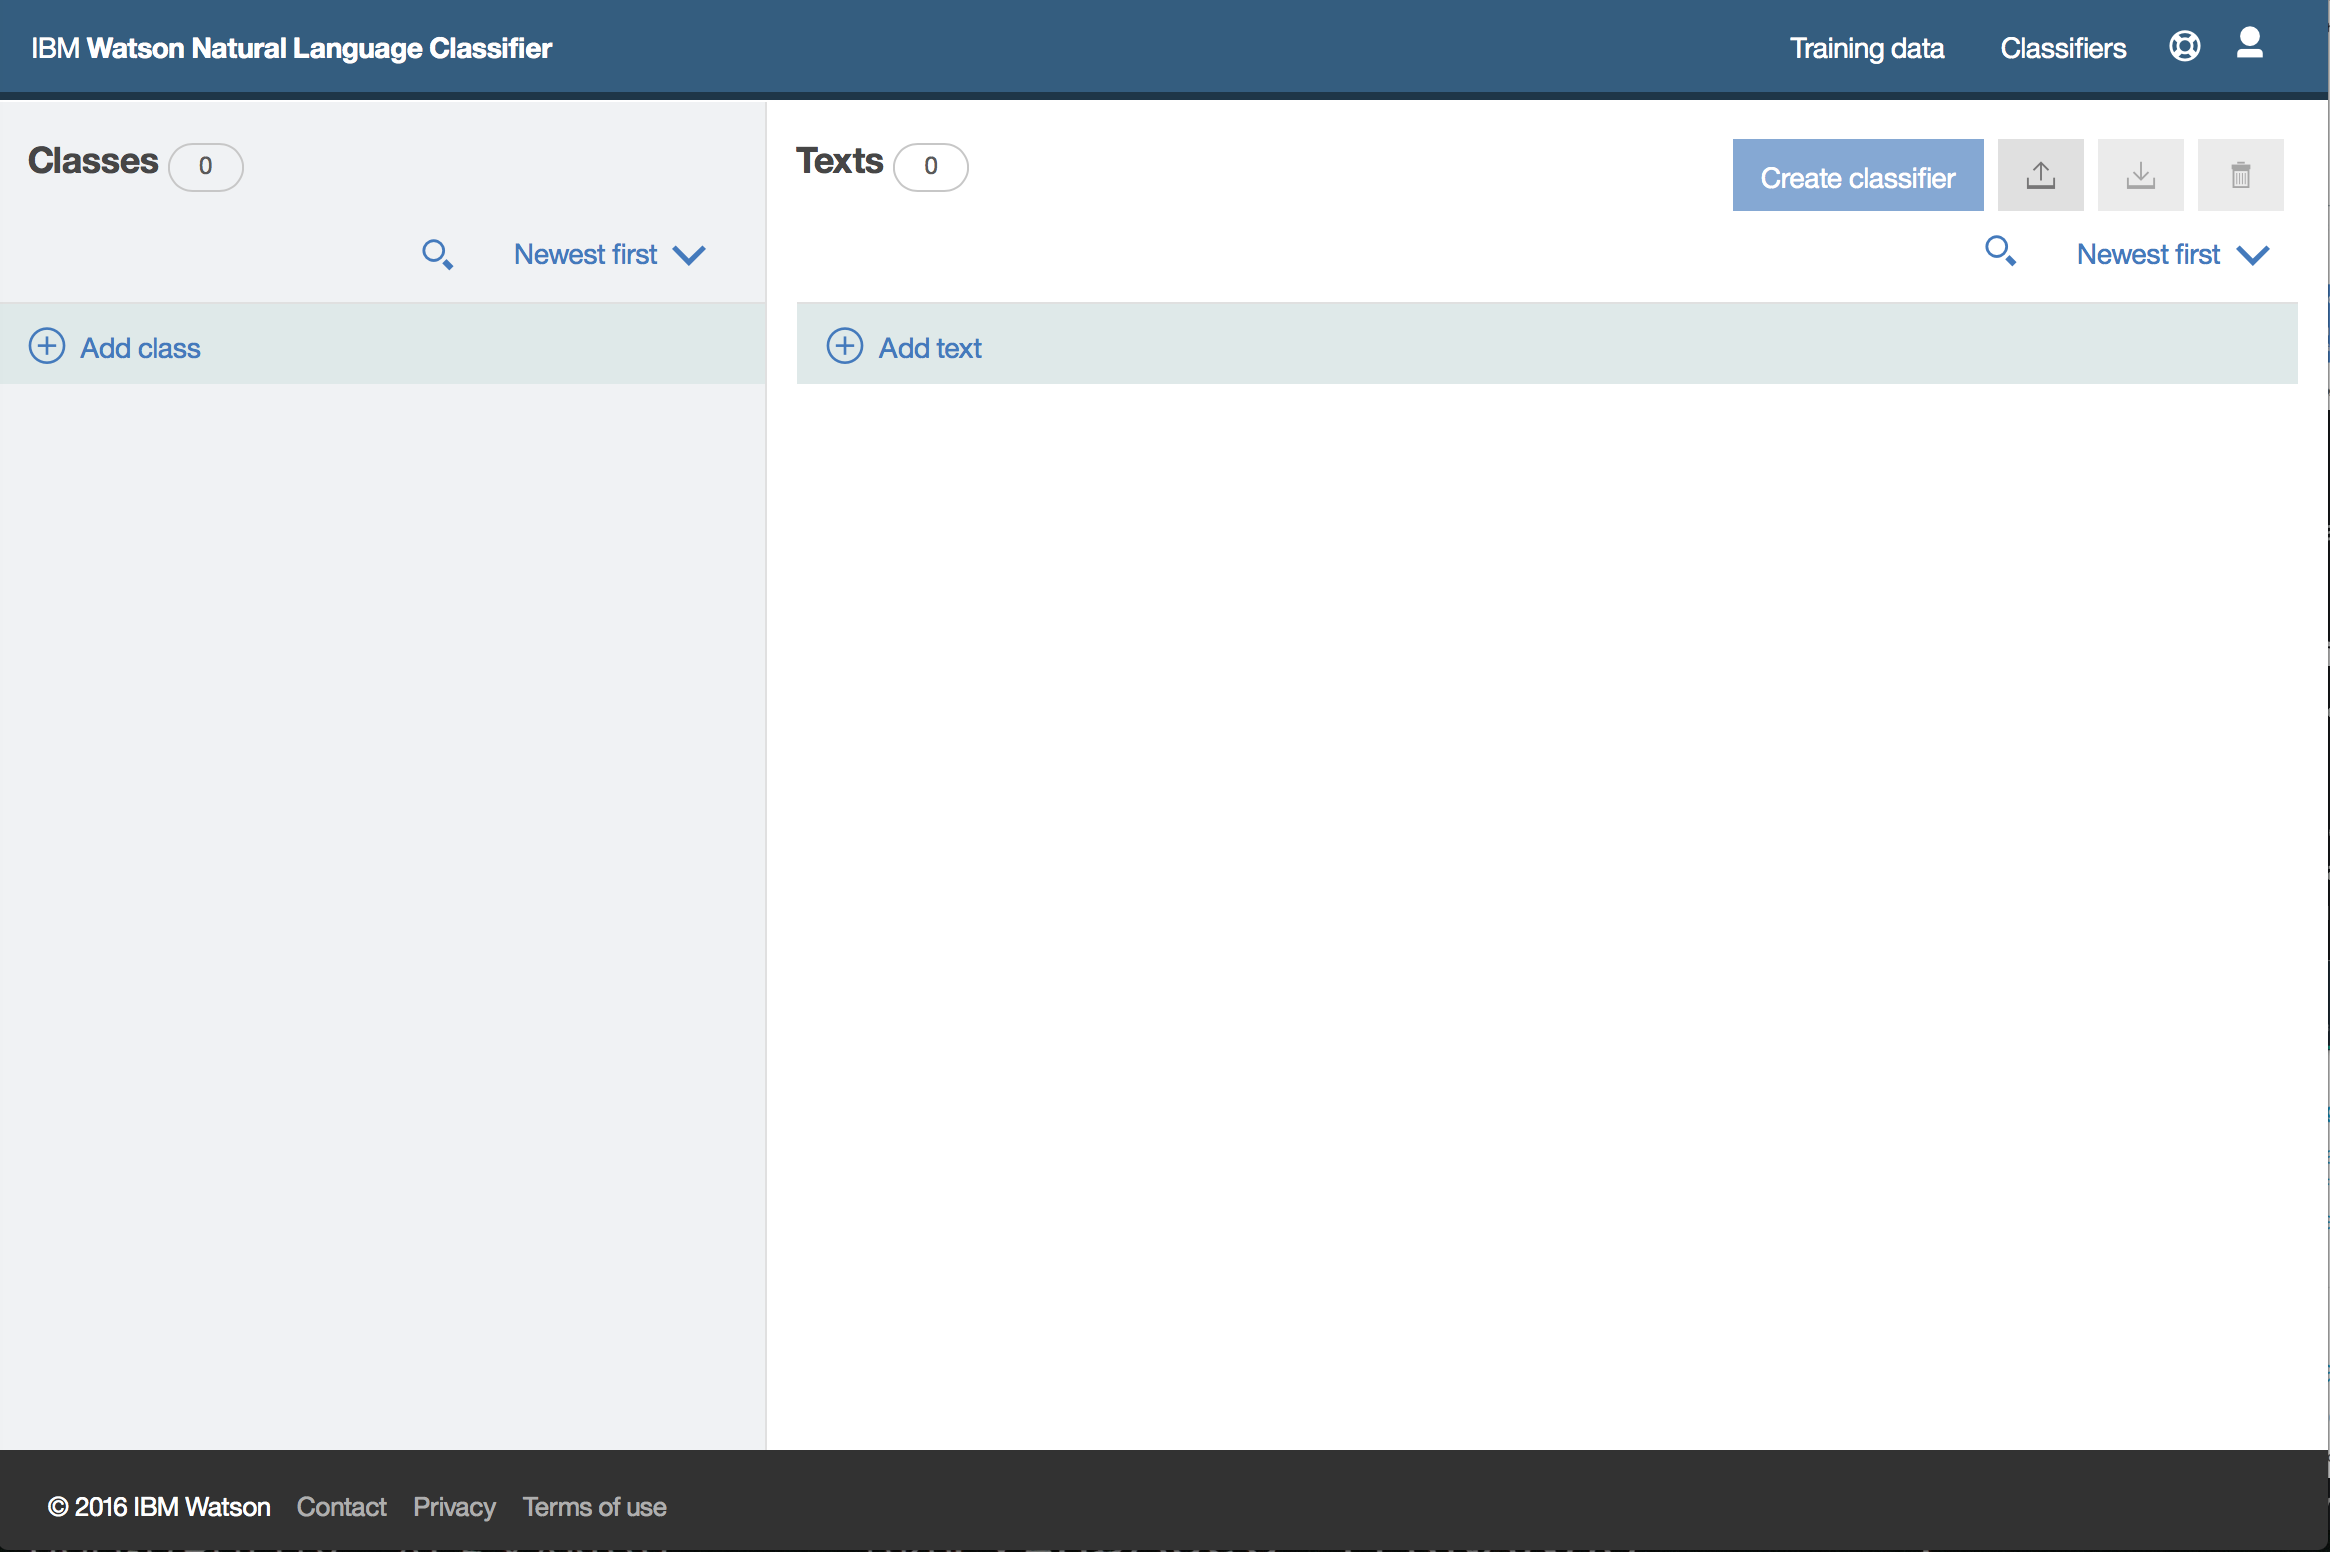 IBM Watson Natural Language Classifier
Training data
Classifiers
Classes 0
Texts 0
Create classifier
Newest first
Newest first
Add class
Add text
© 2016 IBM Watson Contact Privacy Terms of use